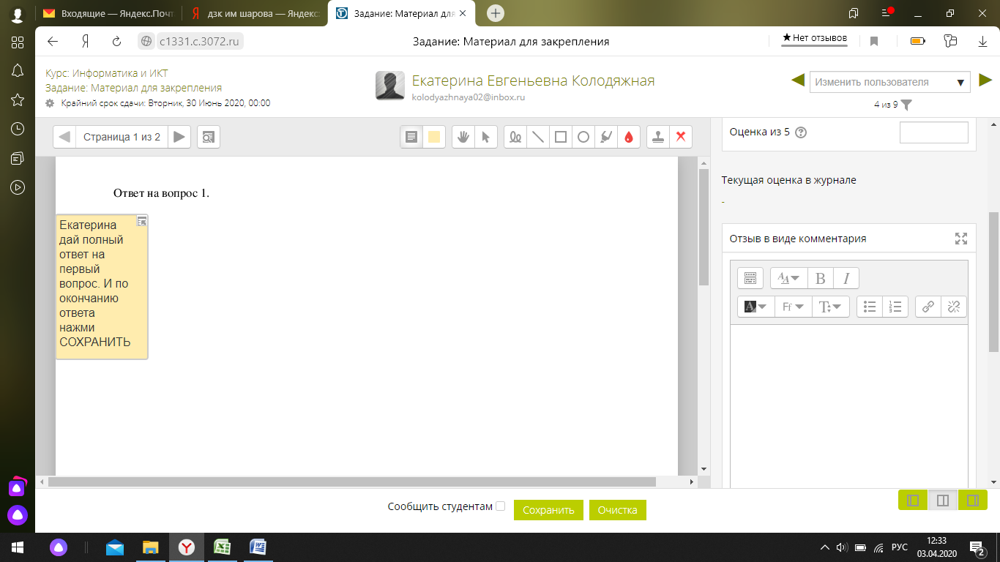 Входящие — Яндекс.Почт
дзк им шарова — Яндекс:
Задание: Материал для
c1331.c.3072.ru
Задание: Материал для закрепления
★Нет отзывов
Курс: Информатика и ИКТ
Задание: Материал для закрепления
Крайний срок сдачи: Вторник, 30 Июнь 2020, 00:00
Екатерина Евгеньевна Колодяжная
kolodyazhnaya02@inbox.ru
Изменить пользователя
4 из 9
Страница 1 из 2
Оценка из 5
Текущая оценка в журнале
-
Отзыв в виде комментария
Ответ на вопрос 1.
Екатерина
дай полный
ответ на
первый
вопрос. И по
окончанию
ответа
нажми
СОХРАНИТЬ
Сообщить студентам
Сохранить
Очистка
РУС
12:33
03.04.2020
2